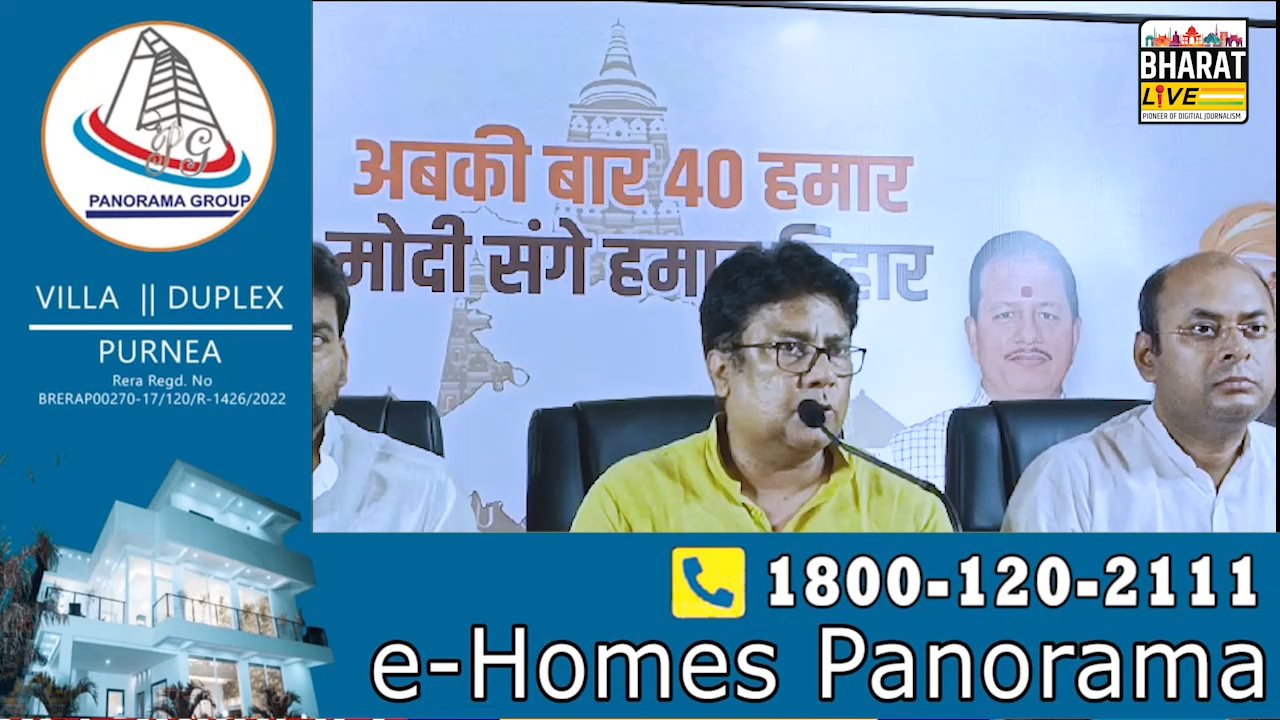 PG
PANORAMA GROUP
VILLA || DUPLEX
PURNEA
Rera Regd. No
BRERAP00270-17/120/R-1426/2022
अबकी बार 40 हमार
मोदी संगे हमार बिहार
BHARAT
LIVE
PIONEER OF DIGITIAL JOURNALISM
1800-120-2111
e-Homes Panorama